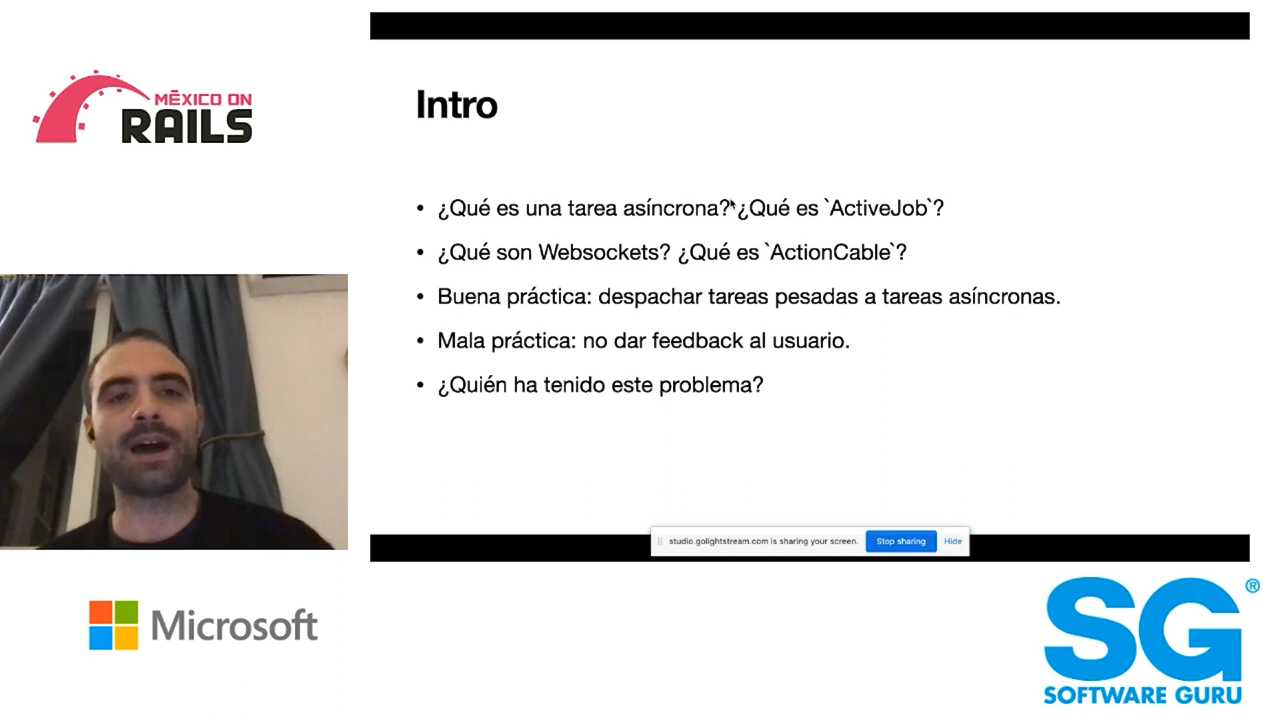 MÉXICO ON
RAILS
Intro
• ¿Qué es una tarea asíncrona? ¿Qué es `ActiveJob`?
• ¿Qué son Websockets? ¿Qué es `ActionCable`?
• Buena práctica: despachar tareas pesadas a tareas asíncronas.
• Mala práctica: no dar feedback al usuario.
• ¿Quién ha tenido este problema?
studio.golightstream.com is sharing your screen. Stop sharing Hide
Microsoft
SG®
SOFTWARE GURU